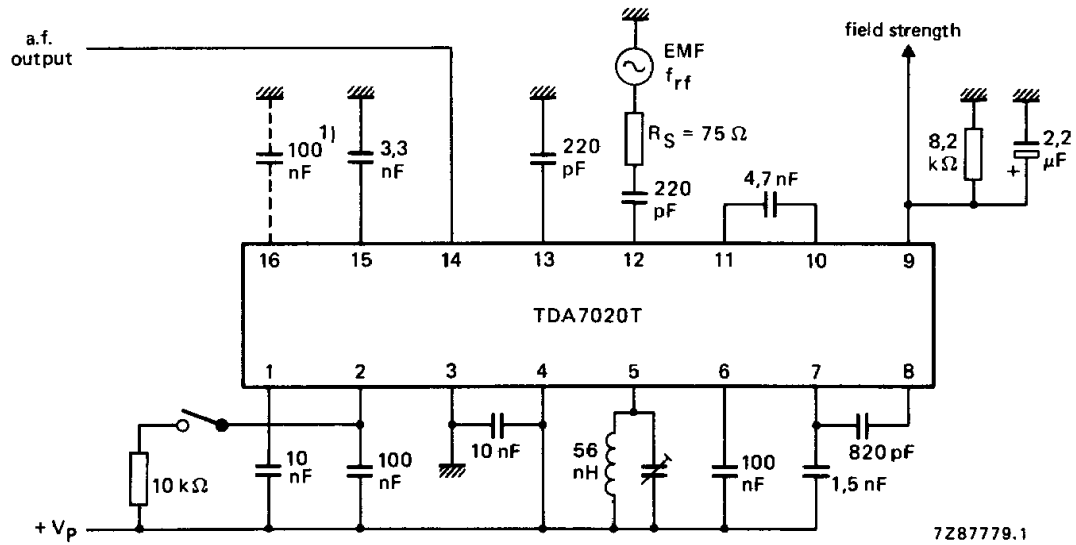 a.f.
output
EMF
f rf
field strength
100 1)
nF
3,3
nF
220
pF
R S = 75 Ω
220
pF
4,7 nF
8,2
kΩ
2,2
μF
+
16 15 14 13 12 11 10 9
TDA7020T
1 2 3 4 5 6 7 8
10 kΩ
10
nF
100
nF
10 nF
56
nH
100
nF
820 pF
1,5 nF
+ V P
7Z87779.1